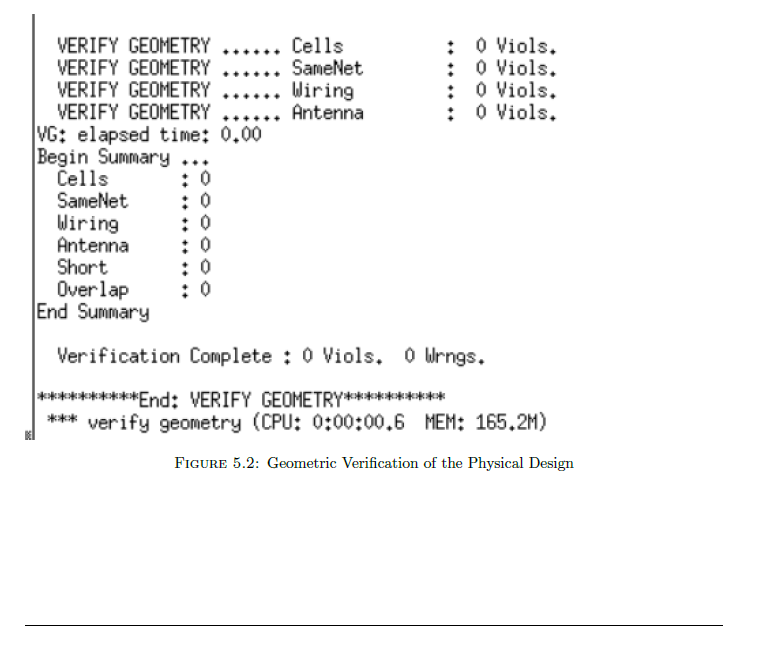 VERIFY GEOMETRY ...... Cells : 0 Viols.
VERIFY GEOMETRY ...... SameNet : 0 Viols.
VERIFY GEOMETRY ...... Wiring : 0 Viols.
VERIFY GEOMETRY ...... Antenna : 0 Viols.
VG: elapsed time: 0.00
Begin Summary ...
Cells : 0
SameNet : 0
Wiring : 0
Antenna : 0
Short : 0
Overlap : 0
End Summary
Verification Complete : 0 Viols. 0 Wrngs.
**********End: VERIFY GEOMETRY**********
*** verify geometry (CPU: 0:00:00.6 MEM: 165.2M)
FIGURE 5.2: Geometric Verification of the Physical Design